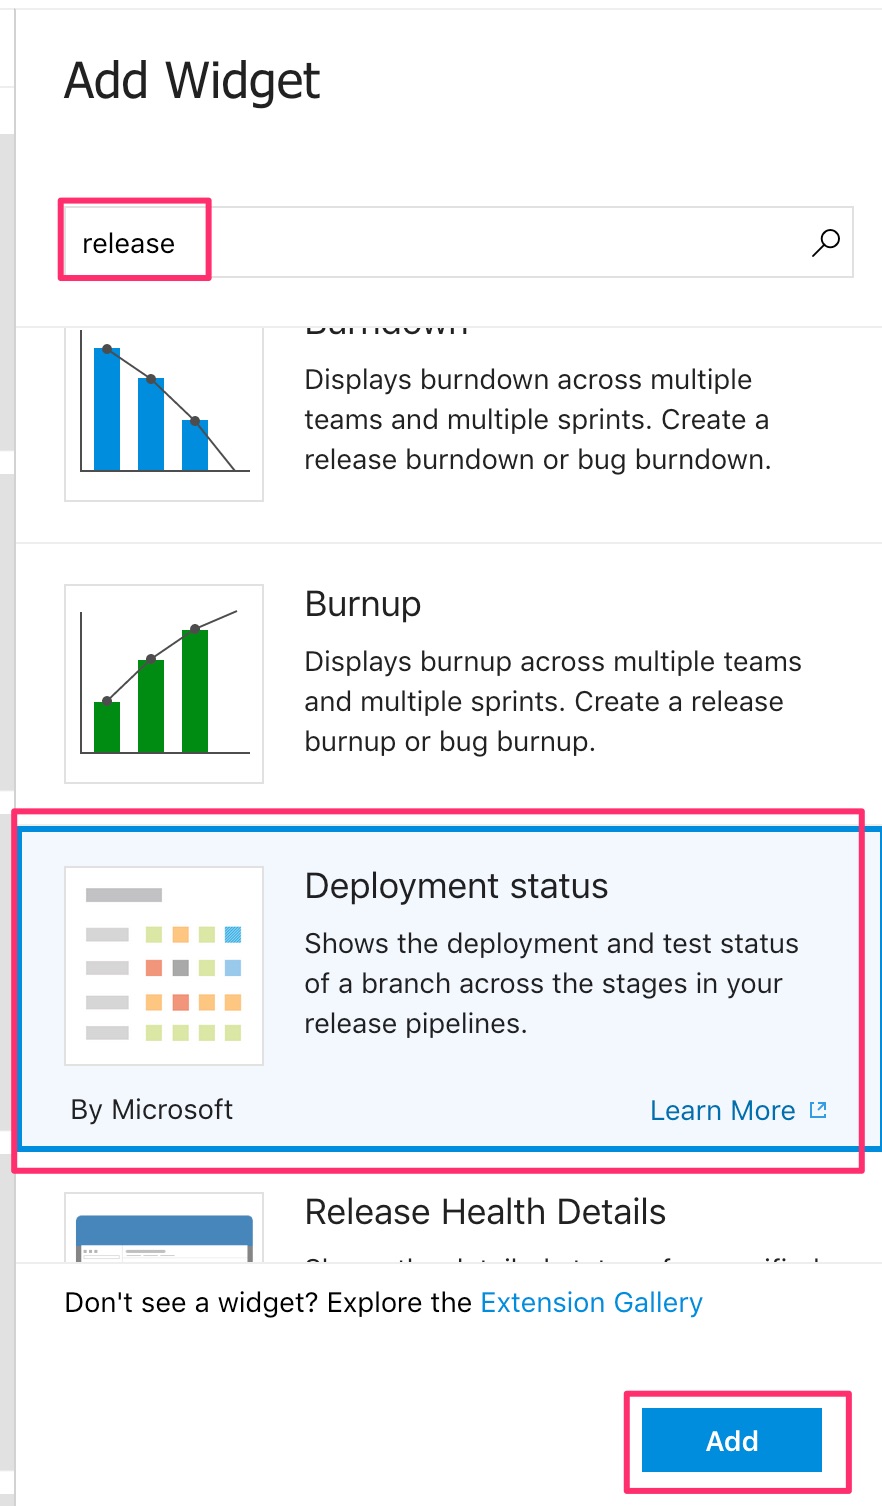 Add Widget
release
Burndown
Displays burndown across multiple
teams and multiple sprints. Create a
release burndown or bug burndown.
Burnup
Displays burnup across multiple teams
and multiple sprints. Create a release
burnup or bug burnup.
Deployment status
Shows the deployment and test status
of a branch across the stages in your
release pipelines.
By Microsoft
Learn More
Release Health Details
Don't see a widget? Explore the Extension Gallery
Add